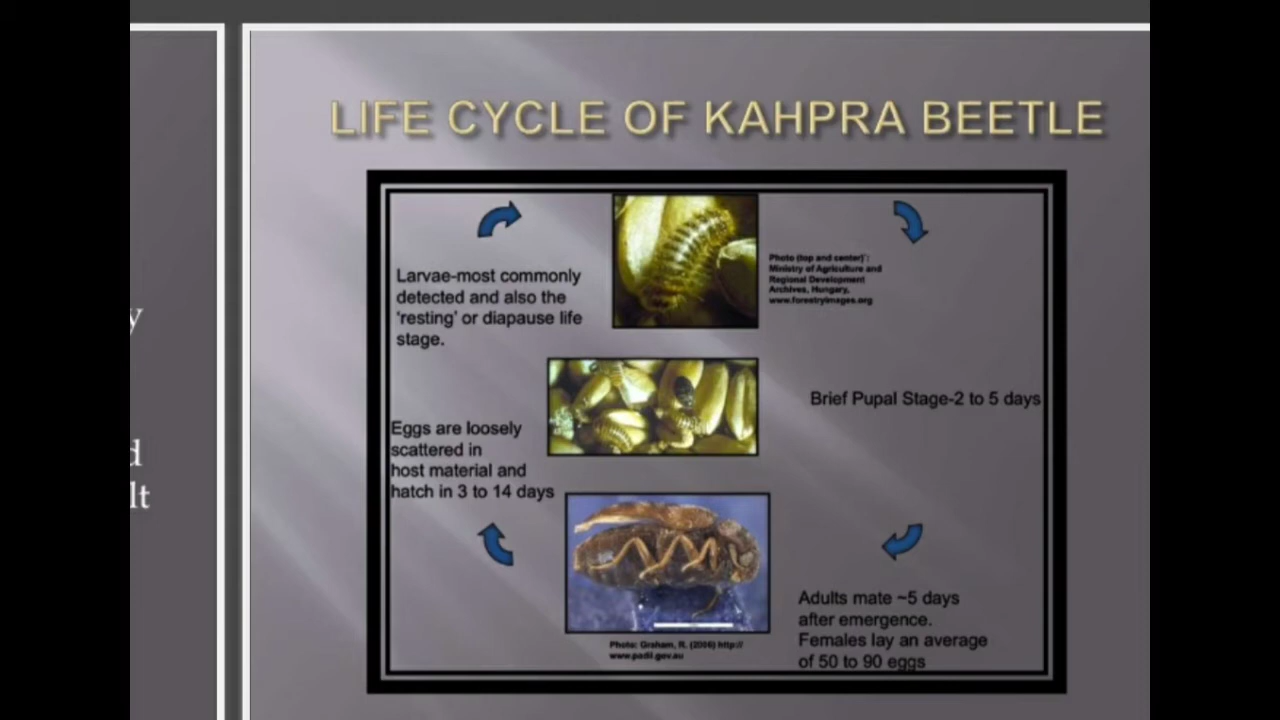 LIFE CYCLE OF KAHPRA BEETLE
Larvae-most commonly
detected and also the
‘resting’ or diapause life
stage.
Photo (top and center)`:
Ministry of Agriculture and
Regional Development
Archives, Hungary,
www.forestryimages.org
Brief Pupal Stage-2 to 5 days
Eggs are loosely
scattered in
host material and
hatch in 3 to 14 days
Adults mate ~5 days
after emergence.
Females lay an average
of 50 to 90 eggs
Photo: Graham, R. (2006) http://
www.padil.gov.au
y
d
lt